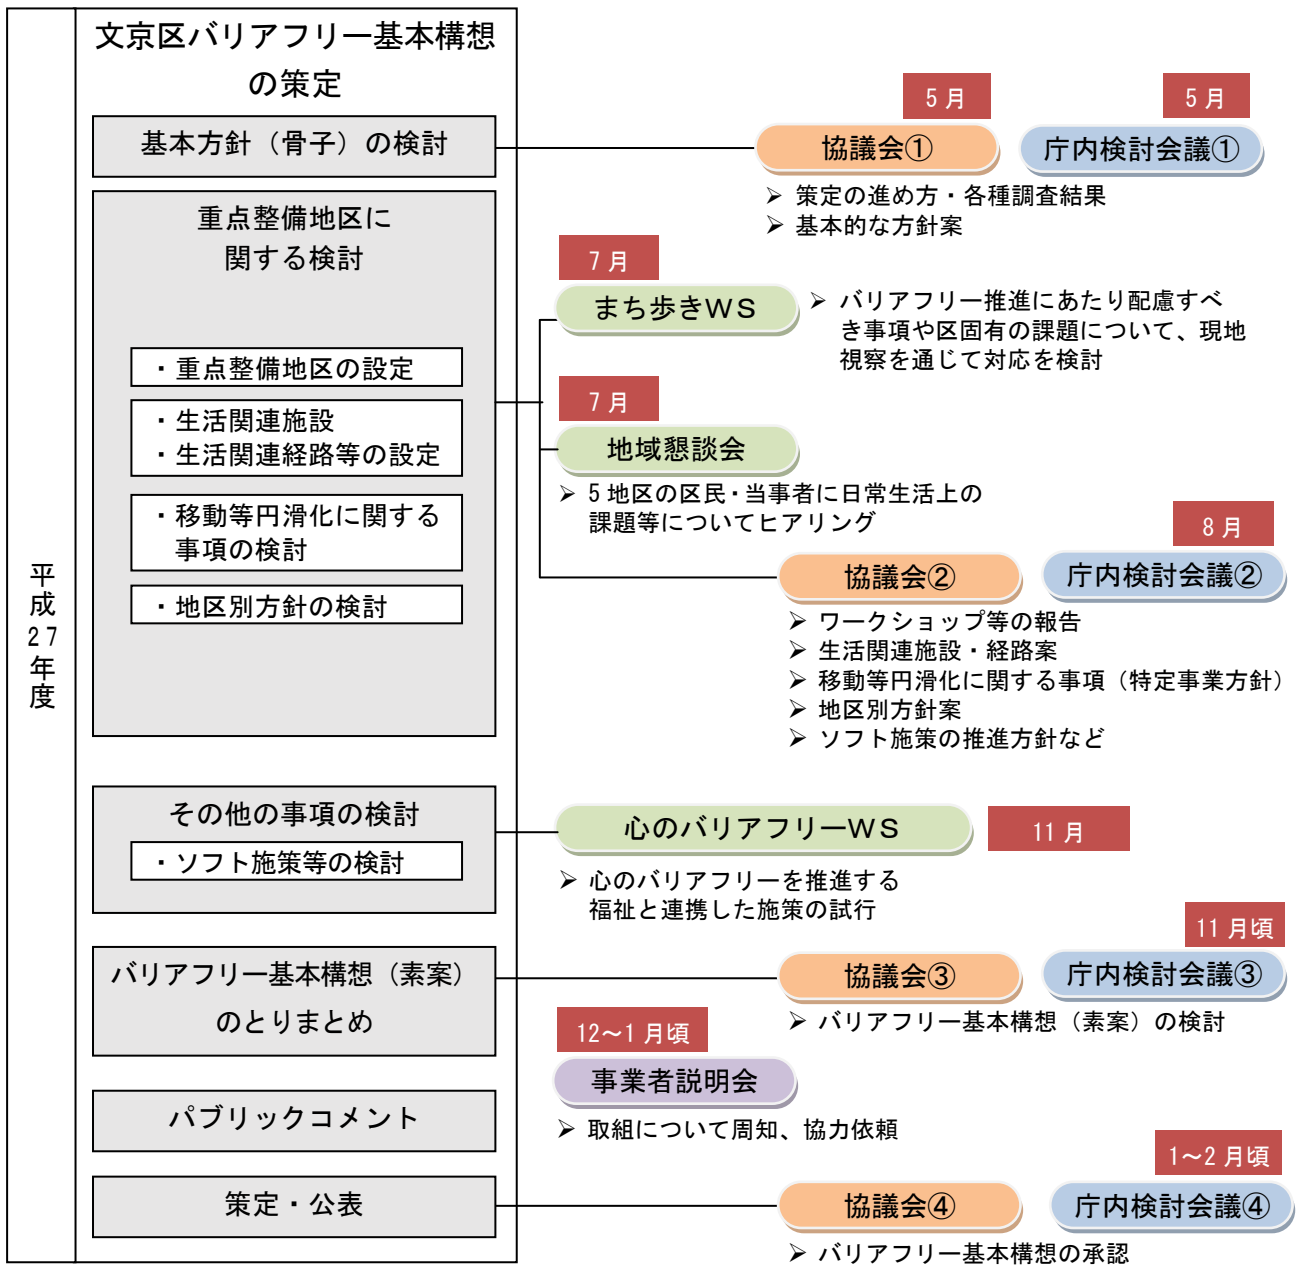 平成27年度
文京区バリアフリー基本構想
の策定
基本方針（骨子）の検討
5月
協議会①
5月
庁内検討会議①
➢ 策定の進め方・各種調査結果
➢ 基本的な方針案
重点整備地区に
関する検討
・重点整備地区の設定
・生活関連施設
・生活関連経路等の設定
・移動等円滑化に関する
事項の検討
・地区別方針の検討
7月
まち歩きWS
➢ バリアフリー推進にあたり配慮すべ
き事項や区固有の課題について、現地
視察を通じて対応を検討
7月
地域懇談会
➢ 5地区の区民・当事者に日常生活上の
課題等についてヒアリング
8月
協議会②
庁内検討会議②
➢ ワークショップ等の報告
➢ 生活関連施設・経路案
➢ 移動等円滑化に関する事項（特定事業方針）
➢ 地区別方針案
➢ ソフト施策の推進方針など
その他の事項の検討
・ソフト施策等の検討
心のバリアフリーWS
11月
➢ 心のバリアフリーを推進する
福祉と連携した施策の試行
バリアフリー基本構想（素案）
のとりまとめ
11月頃
協議会③
庁内検討会議③
➢ バリアフリー基本構想（素案）の検討
12～1月頃
事業者説明会
➢ 取組について周知、協力依頼
パブリックコメント
策定・公表
1～2月頃
協議会④
庁内検討会議④
➢ バリアフリー基本構想の承認